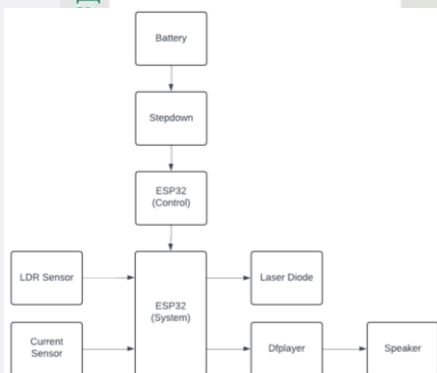 Battery
Stepdown
ESP32
(Control)
LDR Sensor
ESP32
(System)
Laser Diode
Current
Sensor
Dfplayer
Speaker